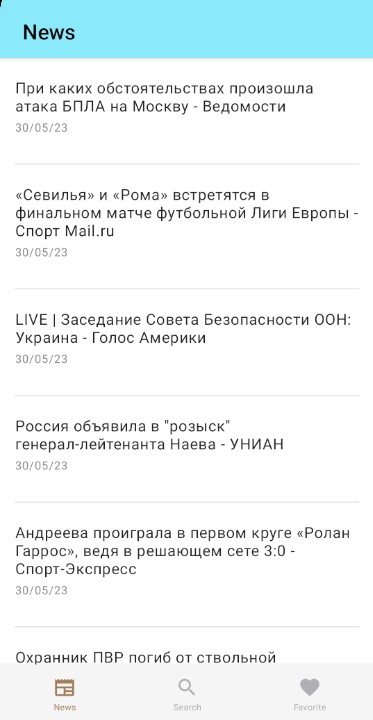 News
При каких обстоятельствах произошла
атака БПЛА на Москву - Ведомости
30/05/23
«Севилья» и «Рома» встретятся в
финальном матче футбольной Лиги Европы -
Спорт Mail.ru
30/05/23
LIVE | Заседание Совета Безопасности ООН:
Украина - Голос Америки
30/05/23
Россия объявила в "розыск"
генерал-лейтенанта Наева - УНИАН
30/05/23
Андреева проиграла в первом круге «Ролан
Гаррос», ведя в решающем сете 3:0 -
Спорт-Экспресс
30/05/23
Охранник ПВР погиб от ствольной
News
Search
Favorite